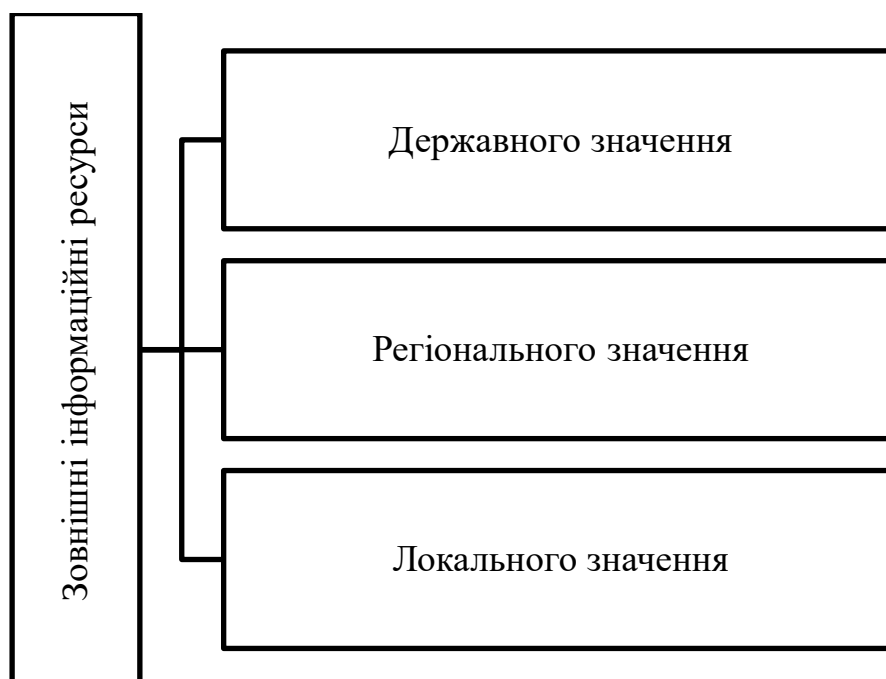 Зовнішні інформаційні ресурси
Державного значення
Регіонального значення
Локального значення